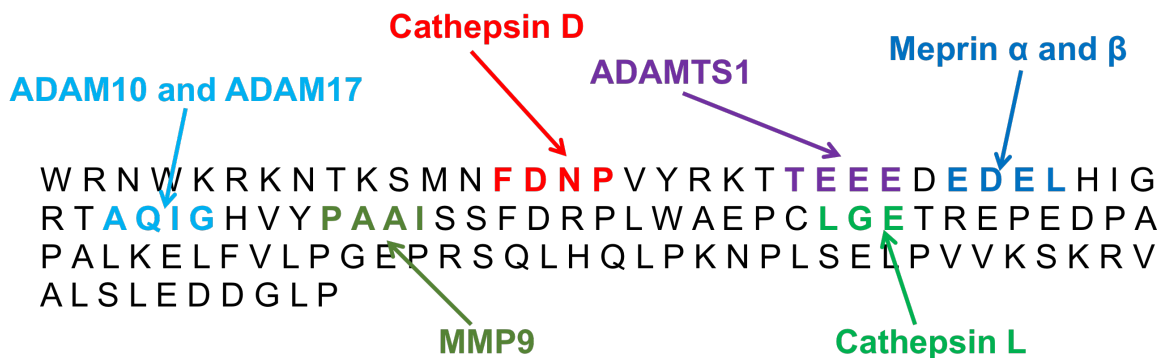 Cathepsin D
Meprin α and β
ADAMTS1
ADAM10 and ADAM17
W R N W K R K N T K S M N F D N P V Y R K T T E E E D E D E L H I G
R T A Q I G H V Y P A A I S S F D R P L W A E P C L G E T R E P E D P A
P A L K E L F V L P G E P R S Q L H Q L P K N P L S E L P V V K S K R V
A L S L E D D G L P
MMP9
Cathepsin L